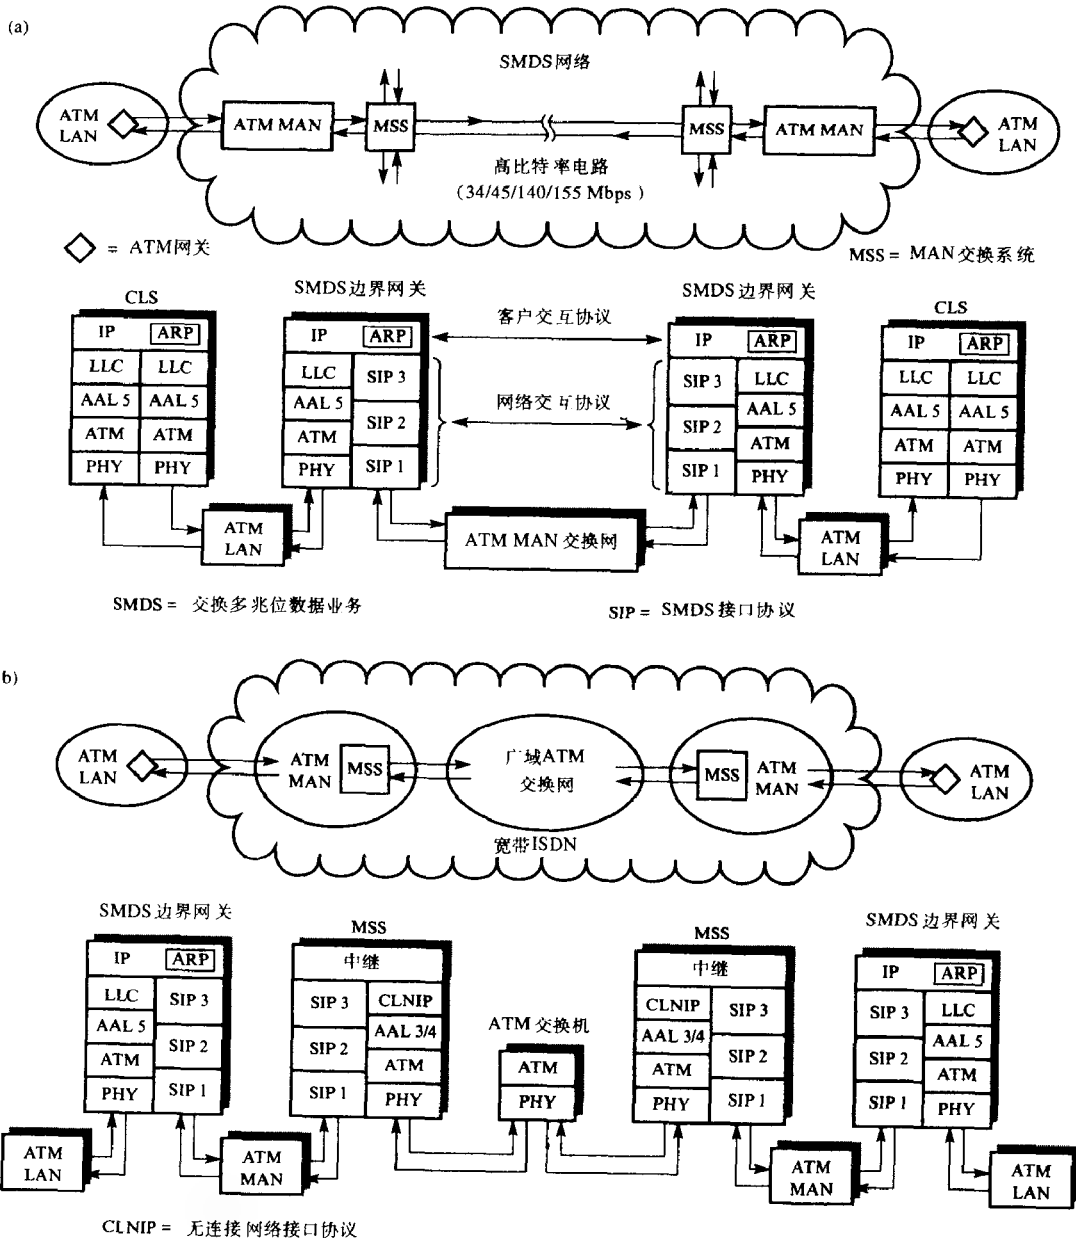 (a)
SMDS网络
ATM
LAN
ATM MAN
MSS
MSS
ATM MAN
ATM
LAN
高比特率电路
(34/45/140/155 Mbps)
= ATM网关
MSS = MAN交换系统
CLS
SMDS边界网关
SMDS边界网关
CLS
IP ARP
LLC LLC
AAL 5 AAL 5
ATM ATM
PHY PHY
IP ARP
LLC
AAL 5
ATM
PHY
SIP 3
SIP 2
SIP 1
客户交互协议
网络交互协议
IP ARP
SIP 3
SIP 2
SIP 1
LLC
AAL 5
ATM
PHY
IP ARP
LLC LLC
AAL 5 AAL 5
ATM ATM
PHY PHY
ATM
LAN
ATM MAN 交换网
ATM
LAN
SMDS = 交换多兆位数据业务
SIP = SMDS接口协议
b)
ATM
LAN
ATM
MAN
MSS
广域ATM
交换网
MSS
ATM
MAN
ATM
LAN
宽带ISDN
SMDS边界网关
MSS
MSS
SMDS边界网关
IP ARP
LLC
AAL 5
ATM
PHY
SIP 3
SIP 2
SIP 1
中继
SIP 3
SIP 2
SIP 1
CLNIP
AAL 3/4
ATM
PHY
ATM交换机
ATM
PHY
中继
CLNIP
AAL 3/4
ATM
PHY
SIP 3
SIP 2
SIP 1
IP ARP
SIP 3
SIP 2
SIP 1
LLC
AAL 5
ATM
PHY
ATM
LAN
ATM
MAN
ATM
MAN
ATM
LAN
CLNIP = 无连接网络接口协议